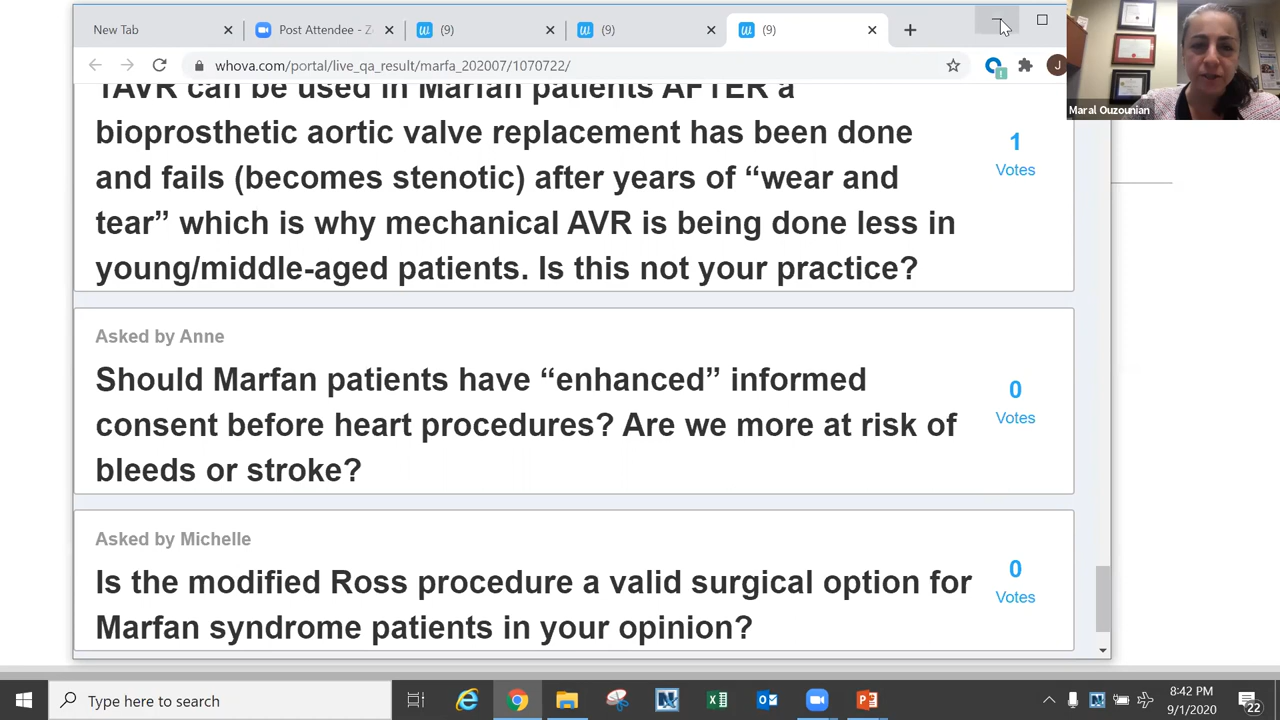 New Tab
Post Attendee - Z
(9)
(9)
(9)
whova.com/portal/live_qa_result/marfa_202007/1070722/
J
Maral Ouzounian
TAVR can be used in Marfan patients AFTER a
bioprosthetic aortic valve replacement has been done
and fails (becomes stenotic) after years of “wear and
tear” which is why mechanical AVR is being done less in
young/middle-aged patients. Is this not your practice?
1
Votes
Asked by Anne
Should Marfan patients have “enhanced” informed
consent before heart procedures? Are we more at risk of
bleeds or stroke?
0
Votes
Asked by Michelle
Is the modified Ross procedure a valid surgical option for
Marfan syndrome patients in your opinion?
0
Votes
Type here to search
8:42 PM
9/1/2020
22